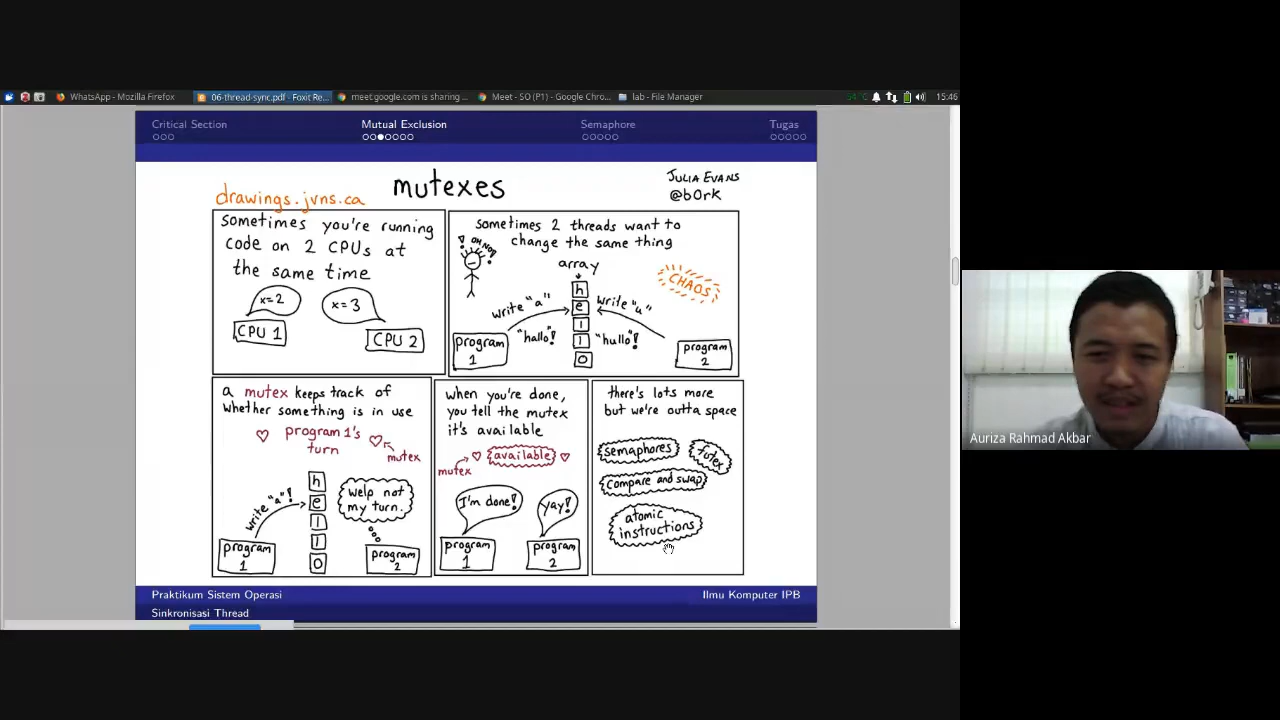 WhatsApp - Mozilla Firefox
06-thread-sync.pdf - Foxit Re...
meet.google.com is sharing ...
Meet - SO (P1) - Google Chro...
lab - File Manager
54°C
15:46
Critical Section
Mutual Exclusion
Semaphore
Tugas
drawings.jvns.ca
mutexes
JULIA EVANS
@b0rk
sometimes you're running
code on 2 CPUs at
the same time
x=2
x=3
CPU 1
CPU 2
sometimes 2 threads want to
change the same thing
OH NO!
array
CHAOS
write "a"
write "u"
h
e
l
l
o
"hallo"!
"hullo"!
program
1
program
2
a mutex keeps track of
whether something is in use
program 1's
turn
mutex
write "a"!
h
e
l
l
o
welp not
my turn.
program
1
program
2
when you're done,
you tell the mutex
it's available
available
mutex
I'm done!
yay!
program
1
program
2
there's lots more
but we're outta space
semaphores
futex
compare and swap
atomic
instructions
Praktikum Sistem Operasi
Ilmu Komputer IPB
Sinkronisasi Thread
Auriza Rahmad Akbar